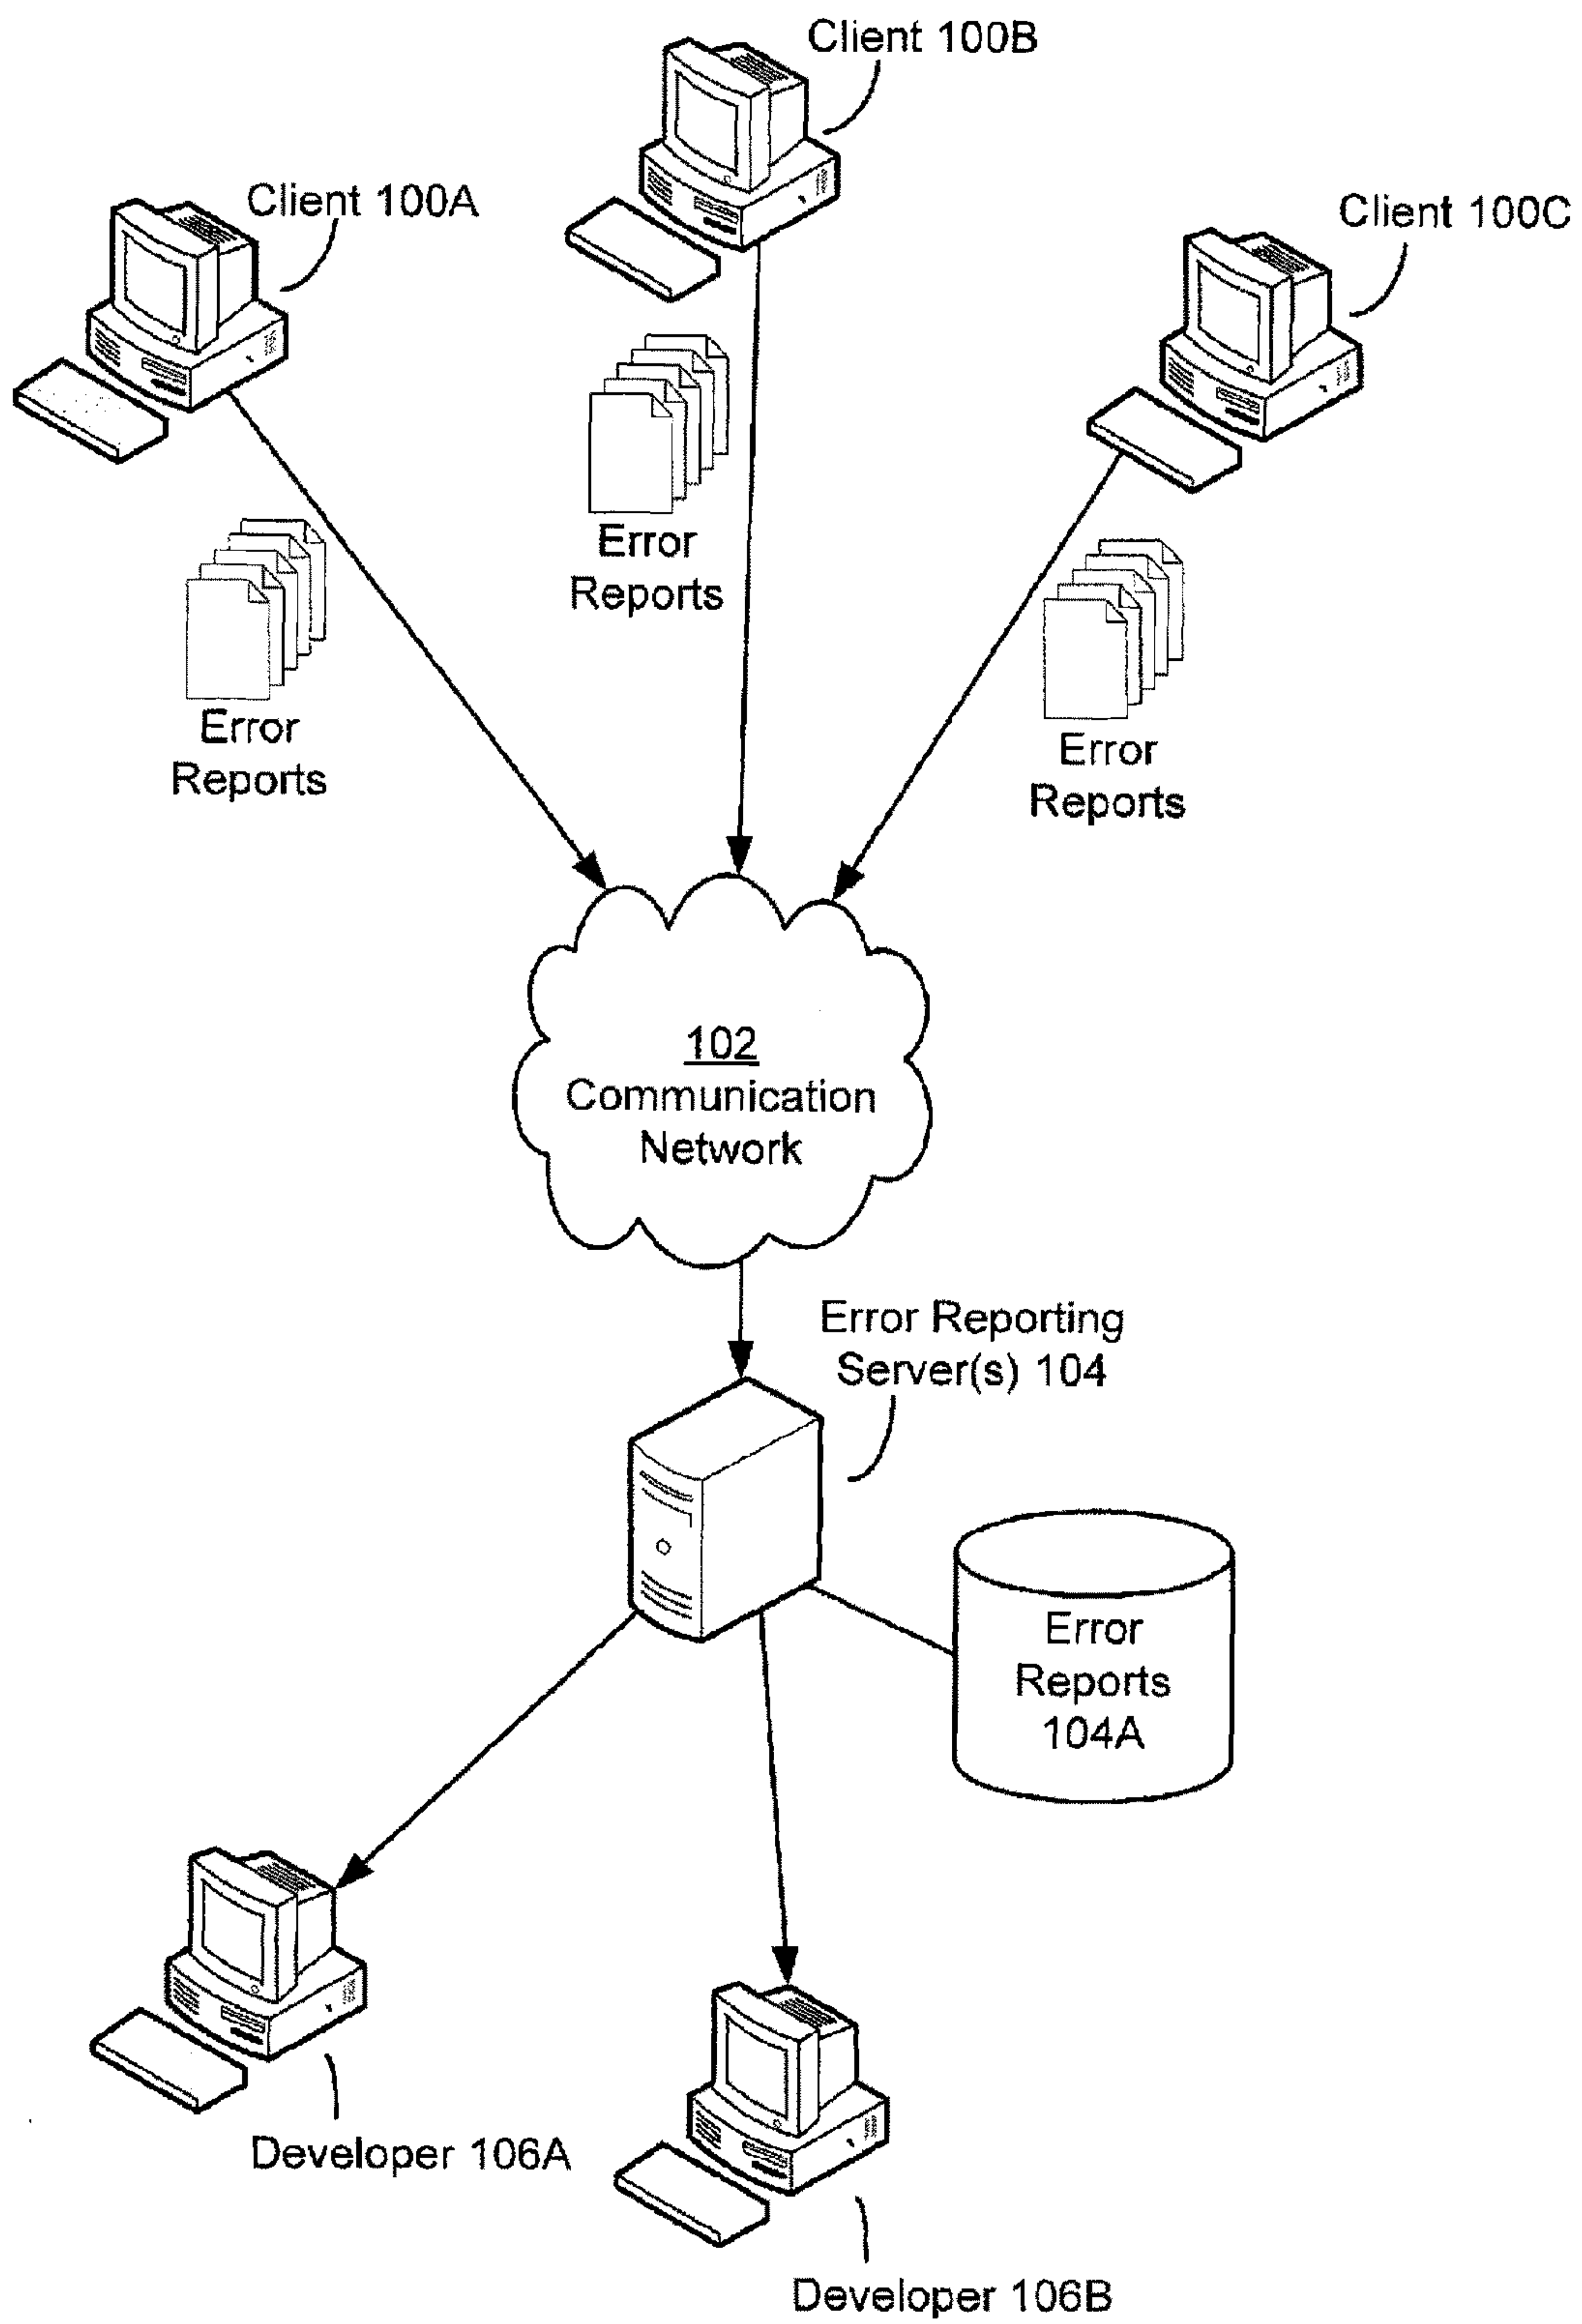 Client 100B
Client 100A
Client 100C
Error
Reports
Error
Reports
Error
Reports
102
Communication
Network
Error Reporting
Server(s) 104
Error
Reports
104A
Developer 106A
Developer 106B